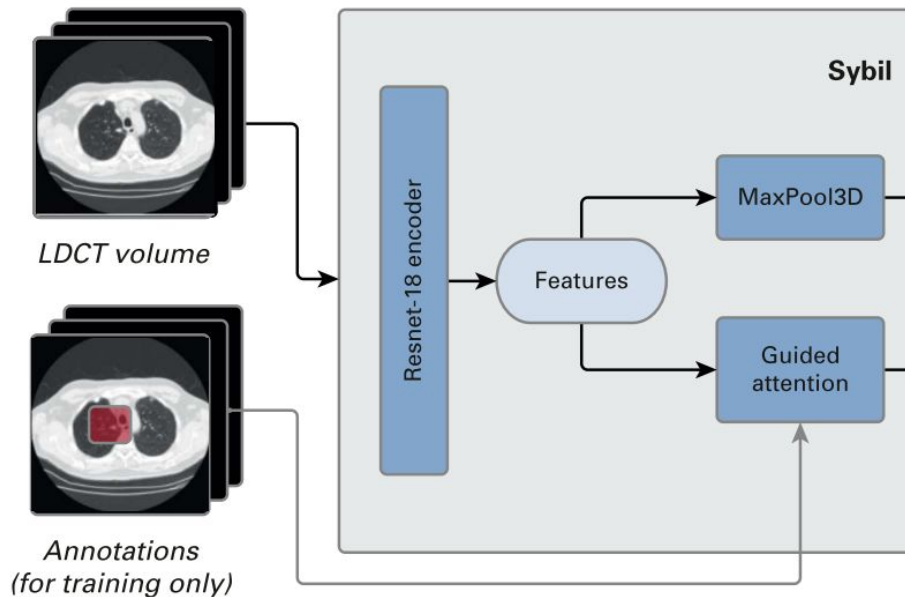 LDCT volume
Annotations
(for training only)
Sybil
Resnet-18 encoder
Features
MaxPool3D
Guided
attention